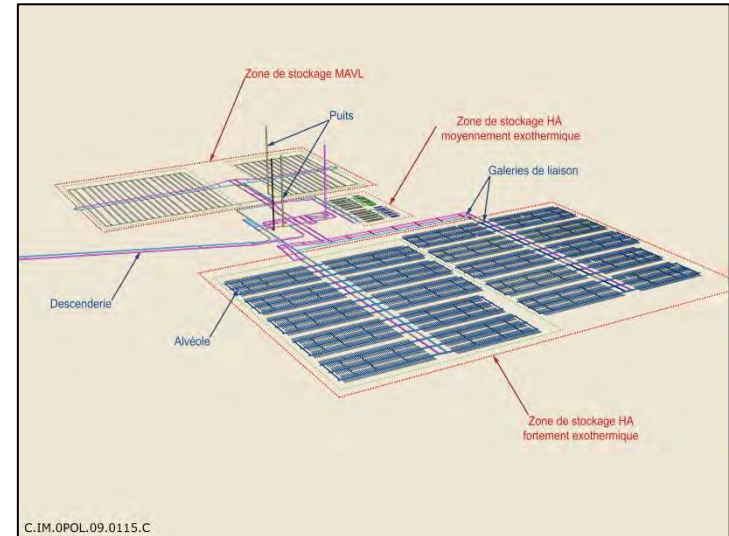 Zone de stockage MAVL
Puits
Zone de stockage HA
moyennement exothermique
Galeries de liaison
Descenderie
Alvéole
Zone de stockage HA
fortement exothermique
C.IM.0POL.09.0115.C